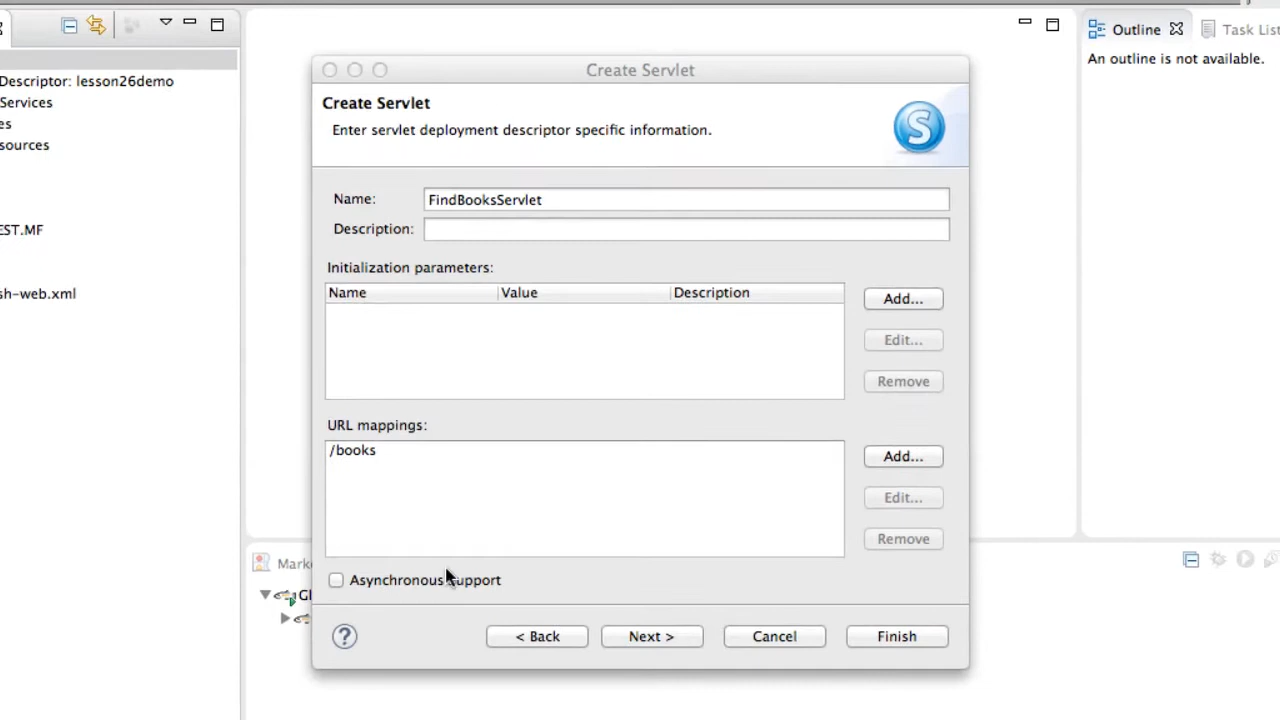 Outline
Task List
An outline is not available.
Descriptor: lesson26demo
Services
es
sources
EST.MF
sh-web.xml
Create Servlet
Create Servlet
Enter servlet deployment descriptor specific information.
S
Name: FindBooksServlet
Description:
Initialization parameters:
Name Value Description
Add...
Edit...
Remove
URL mappings:
/books
Add...
Edit...
Remove
Asynchronous Support
? < Back Next > Cancel Finish
Marke
Gl